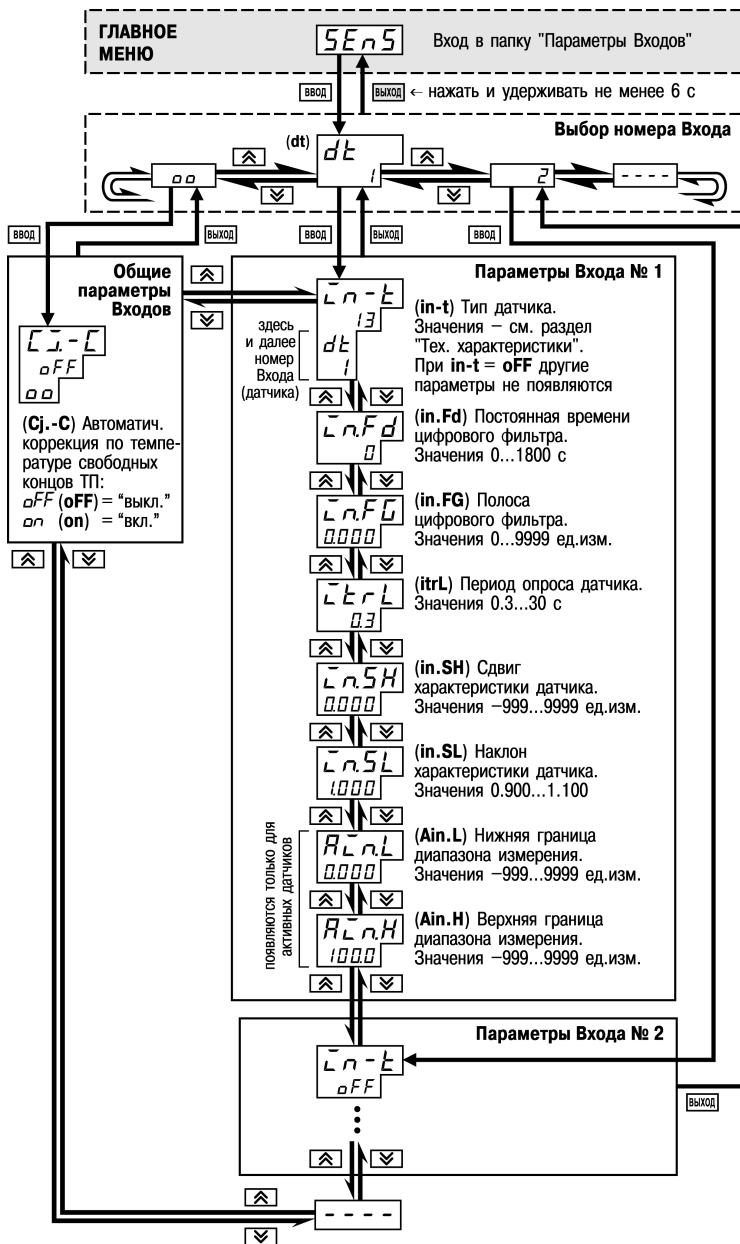 ГЛАВНОЕ
МЕНЮ
SEnS
Вход в папку "Параметры Входов"
ввод
выход
← нажать и удерживать не менее 6 с
Выбор номера Входа
(dt)
dt
1
oo
2
- - - -
ввод
выход
ввод
выход
ввод
Общие
параметры
Входов
Cj.-C
oFF
oo
(Cj.-C) Автоматич.
коррекция по темпе-
ратуре свободных
концов ТП:
oFF (oFF) = “выкл.”
on (on) = “вкл.”
Параметры Входа № 1
in-t
13
dt
1
здесь
и далее
номер
Входа
(датчика)
(in-t) Тип датчика.
Значения – см. раздел
"Тех. характеристики".
При in-t = oFF другие
параметры не появляются
in.Fd
0
(in.Fd) Постоянная времени
цифрового фильтра.
Значения 0...1800 с
in.FG
0.000
(in.FG) Полоса
цифрового фильтра.
Значения 0...9999 ед.изм.
itrL
0.3
(itrL) Период опроса датчика.
Значения 0.3...30 с
in.SH
0.000
(in.SH) Сдвиг
характеристики датчика.
Значения –999...9999 ед.изм.
in.SL
1.000
(in.SL) Наклон
характеристики датчика.
Значения 0.900...1.100
появляются только для
активных датчиков
Ain.L
0.000
(Ain.L) Нижняя граница
диапазона измерения.
Значения –999...9999 ед.изм.
Ain.H
100.0
(Ain.H) Верхняя граница
диапазона измерения.
Значения –999...9999 ед.изм.
Параметры Входа № 2
in-t
oFF
выход
- - - -